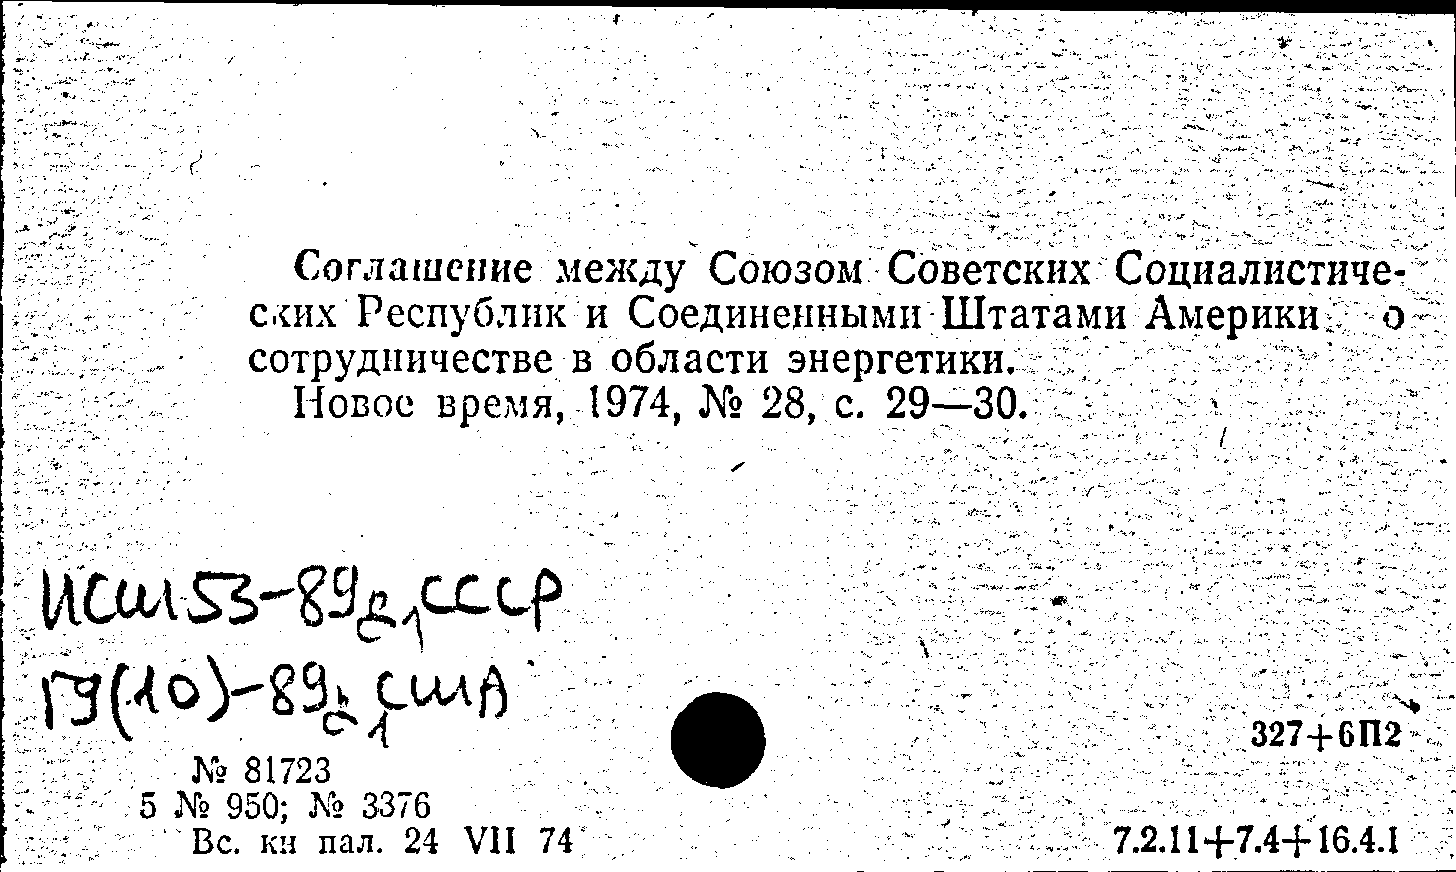 Соглашение между Союзом Советских Социалистиче-
ских Республик и Соединенными Штатами Америки о
сотрудничестве в области энергетики.
Новое время, 1974, № 28, с. 29—30.
ИСШ53-89 СССР
Г9(10)-89 США
327+6П2
№ 81723
5 № 950; № 3376
Вс. кн пал. 24 VII 74
7.2.11+7.4+16.4.1